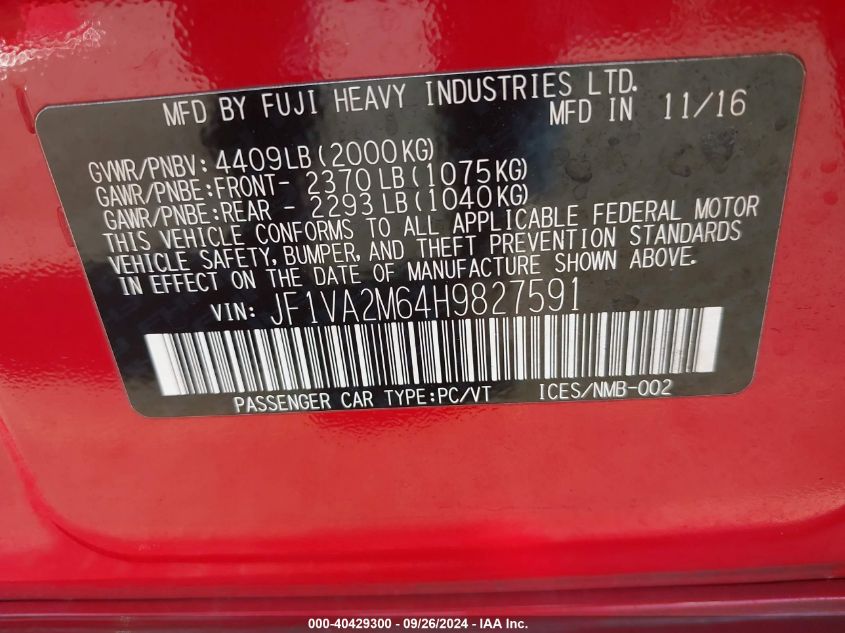 MFD BY FUJI HEAVY INDUSTRIES LTD.
MFD IN 11/16
GVWR/PNBV: 4409LB (2000KG)
GAWR/PNBE:FRONT- 2370LB (1075KG)
GAWR/PNBE:REAR - 2293LB (1040KG)
THIS VEHICLE CONFORMS TO ALL APPLICABLE FEDERAL MOTOR
VEHICLE SAFETY, BUMPER, AND THEFT PREVENTION STANDARDS
IN EFFECT ON THE DATE OF MANUFACTURE SHOWN ABOVE.
VIN: JF1VA2M64H9827591
PASSENGER CAR TYPE:PC/VT ICES/NMB-002
000-40429300 - 09/26/2024 - IAA Inc.